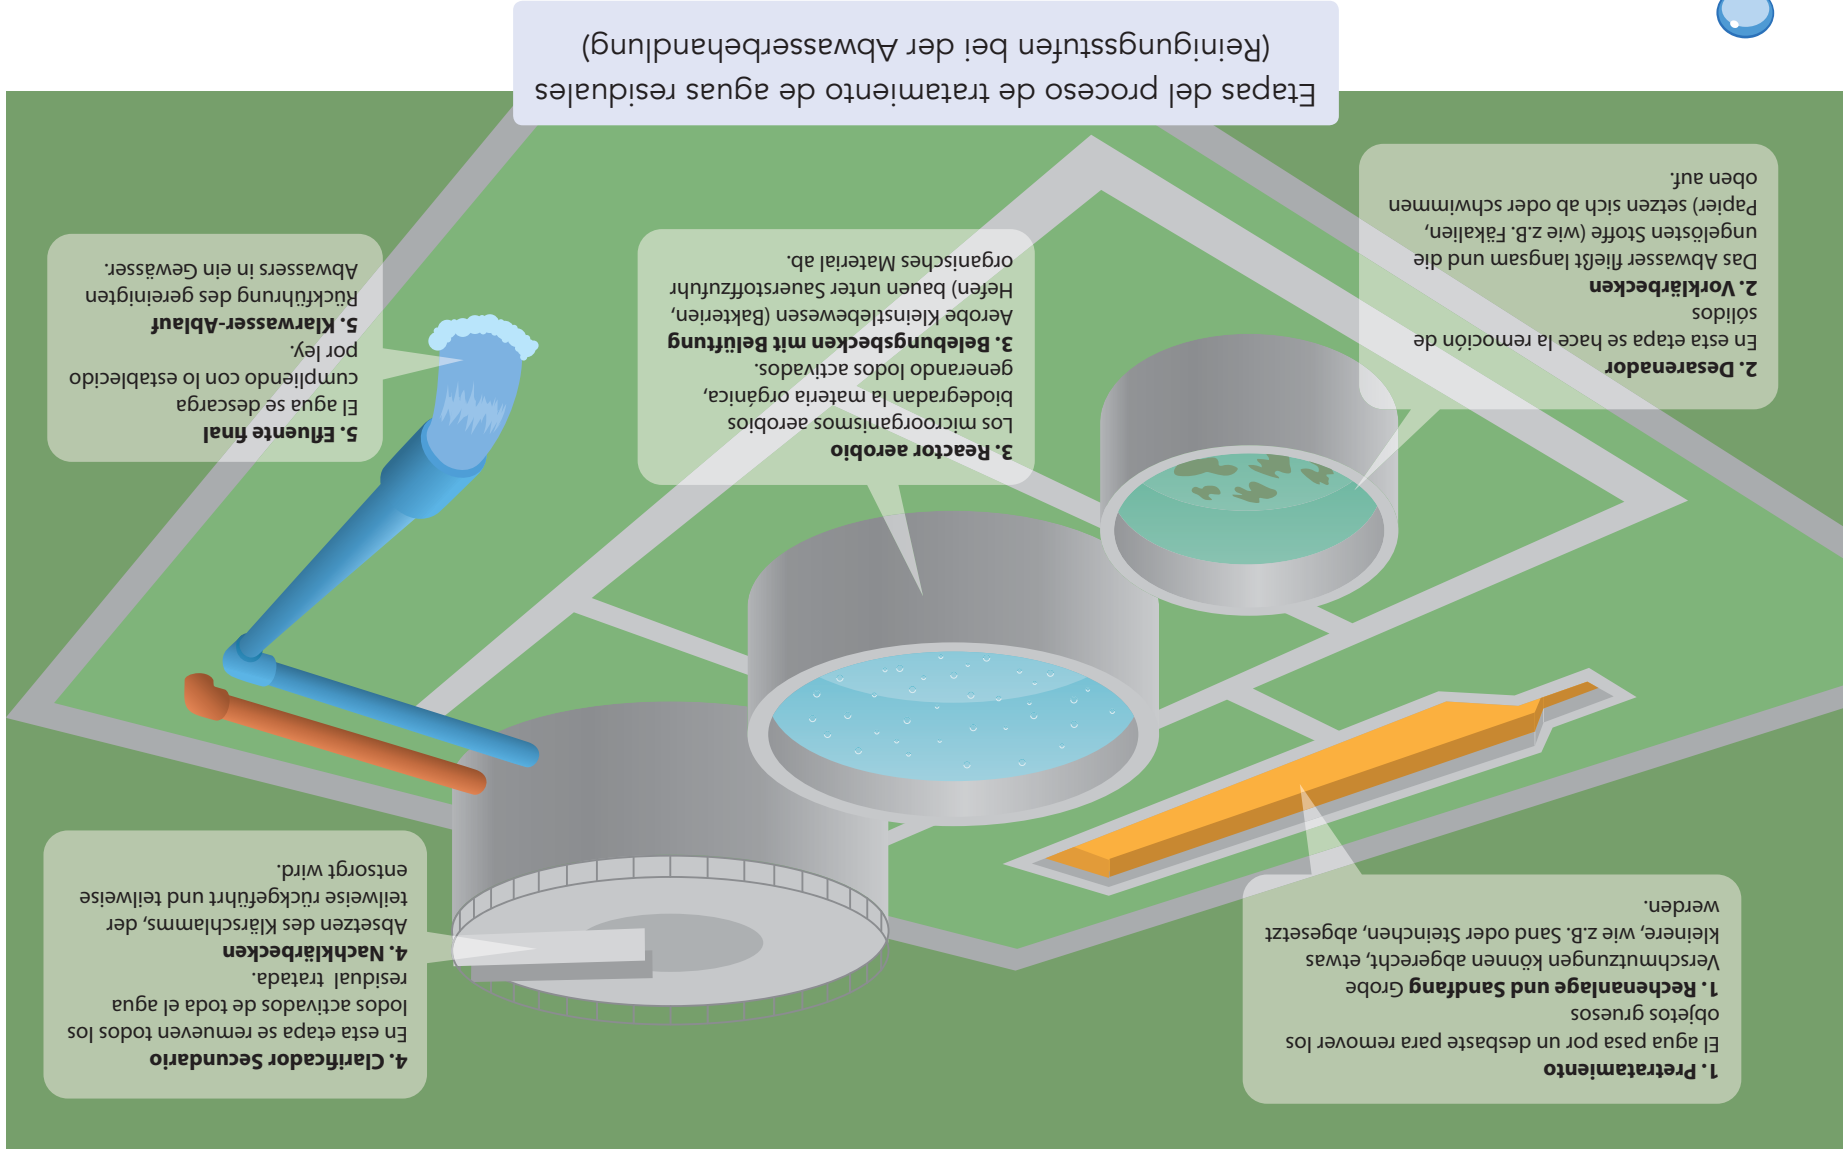 1. Pretratamiento
El agua pasa por un desbaste para remover los
objetos gruesos
1. Rechenanlage und Sandfang Grobe
Verschmutzungen können abgerecht, etwas
kleinere, wie z.B. Sand oder Steinchen, abgesetzt
werden.
4. Clarificador Secundario
En esta etapa se remueven todos los
lodos activados de toda el agua
residual tratada.
4. Nachklärbecken
Absetzen des Klärschlamms, der
teilweise rückgeführt und teilweise
entsorgt wird.
2. Desarenador
En esta etapa se hace la remoción de
sólidos
2. Vorklärbecken
Das Abwasser fließt langsam und die
ungelösten Stoffe (wie z.B. Fäkalien,
Papier) setzen sich ab oder schwimmen
oben auf.
3. Reactor aerobio
Los microorganismos aerobios
biodegradan la materia orgánica,
generando lodos activados.
3. Belebungsbecken mit Belüftung
Aerobe Kleinstlebewesen (Bakterien,
Hefen) bauen unter Sauerstoffzufuhr
organisches Material ab.
5. Efluente final
El agua se descarga
cumpliendo con lo establecido
por ley.
5. Klarwasser-Ablauf
Rückführung des gereinigten
Abwassers in ein Gewässer.
Etapas del proceso de tratamiento de aguas residuales
(Reinigungsstufen bei der Abwasserbehandlung)